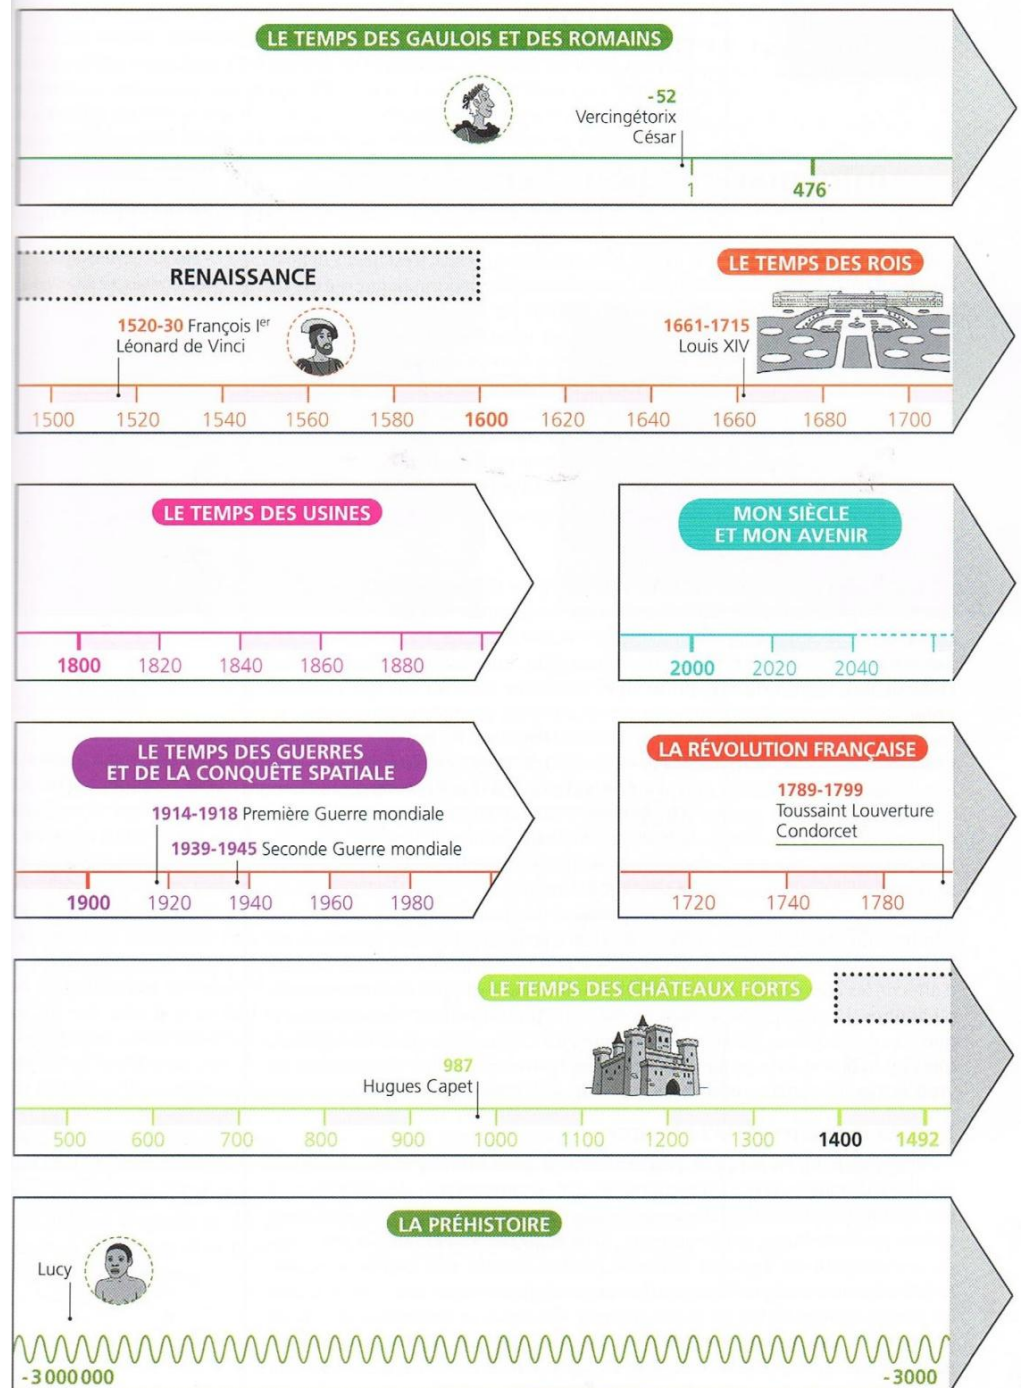 LE TEMPS DES GAULOIS ET DES ROMAINS
-52
Vercingétorix
César
1
476
RENAISSANCE
LE TEMPS DES ROIS
1520-30 François Ier
Léonard de Vinci
1661-1715
Louis XIV
1500 1520 1540 1560 1580 1600 1620 1640 1660 1680 1700
LE TEMPS DES USINES
1800 1820 1840 1860 1880
MON SIÈCLE
ET MON AVENIR
2000 2020 2040
LE TEMPS DES GUERRES
ET DE LA CONQUÊTE SPATIALE
1914-1918 Première Guerre mondiale
1939-1945 Seconde Guerre mondiale
1900 1920 1940 1960 1980
LA RÉVOLUTION FRANÇAISE
1789-1799
Toussaint Louverture
Condorcet
1720 1740 1780
LE TEMPS DES CHÂTEAUX FORTS
987
Hugues Capet
500 600 700 800 900 1000 1100 1200 1300 1400 1492
LA PRÉHISTOIRE
Lucy
-3 000 000
-3000